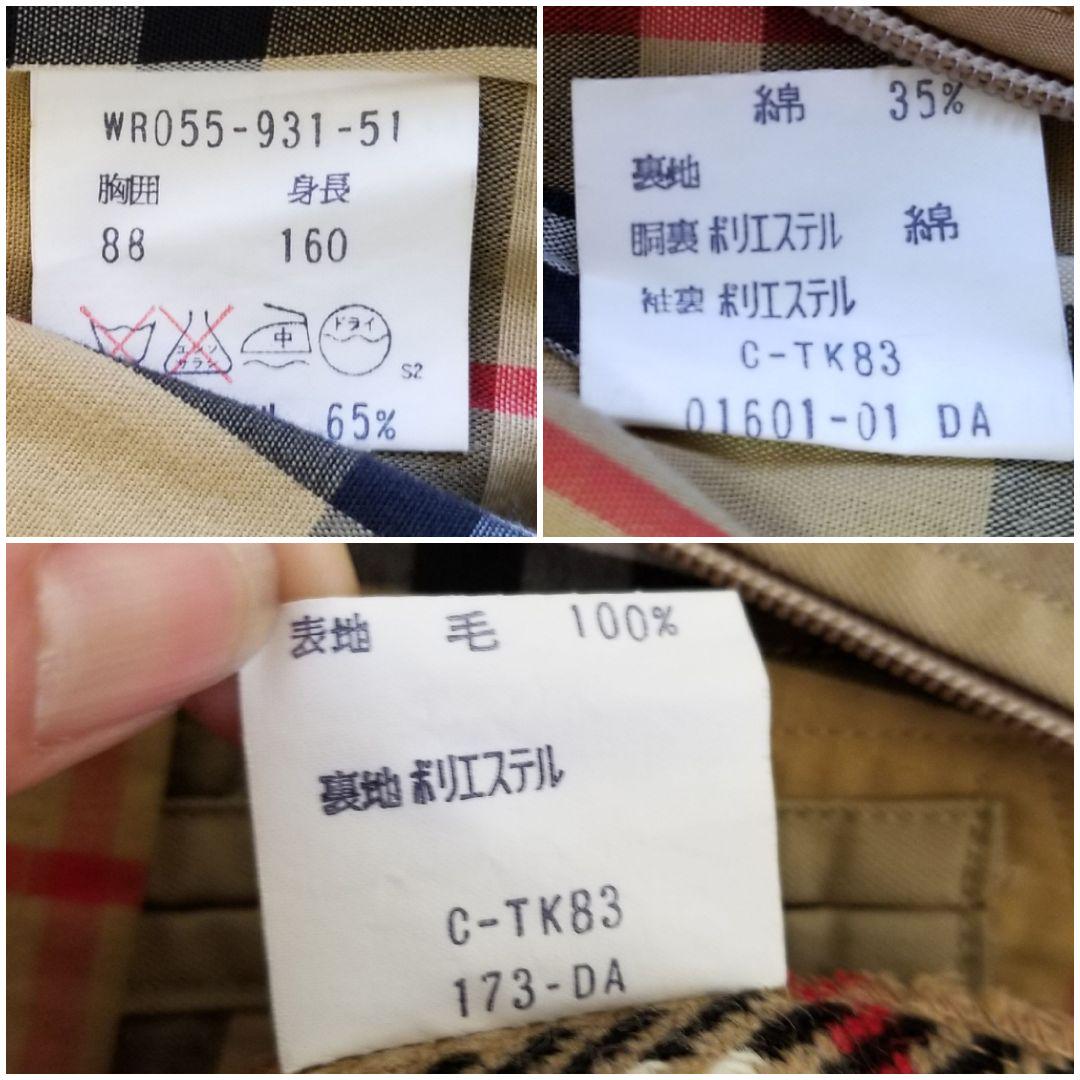 WR055-931-51
胸囲 身長
88 160
中 ドライ
S2
ル 65%
綿 35%
裏地
胴裏 ポリエステル 綿
袖裏 ポリエステル
C-TK83
01601-01 DA
表地 毛 100%
裏地 ポリエステル
C-TK83
173-DA